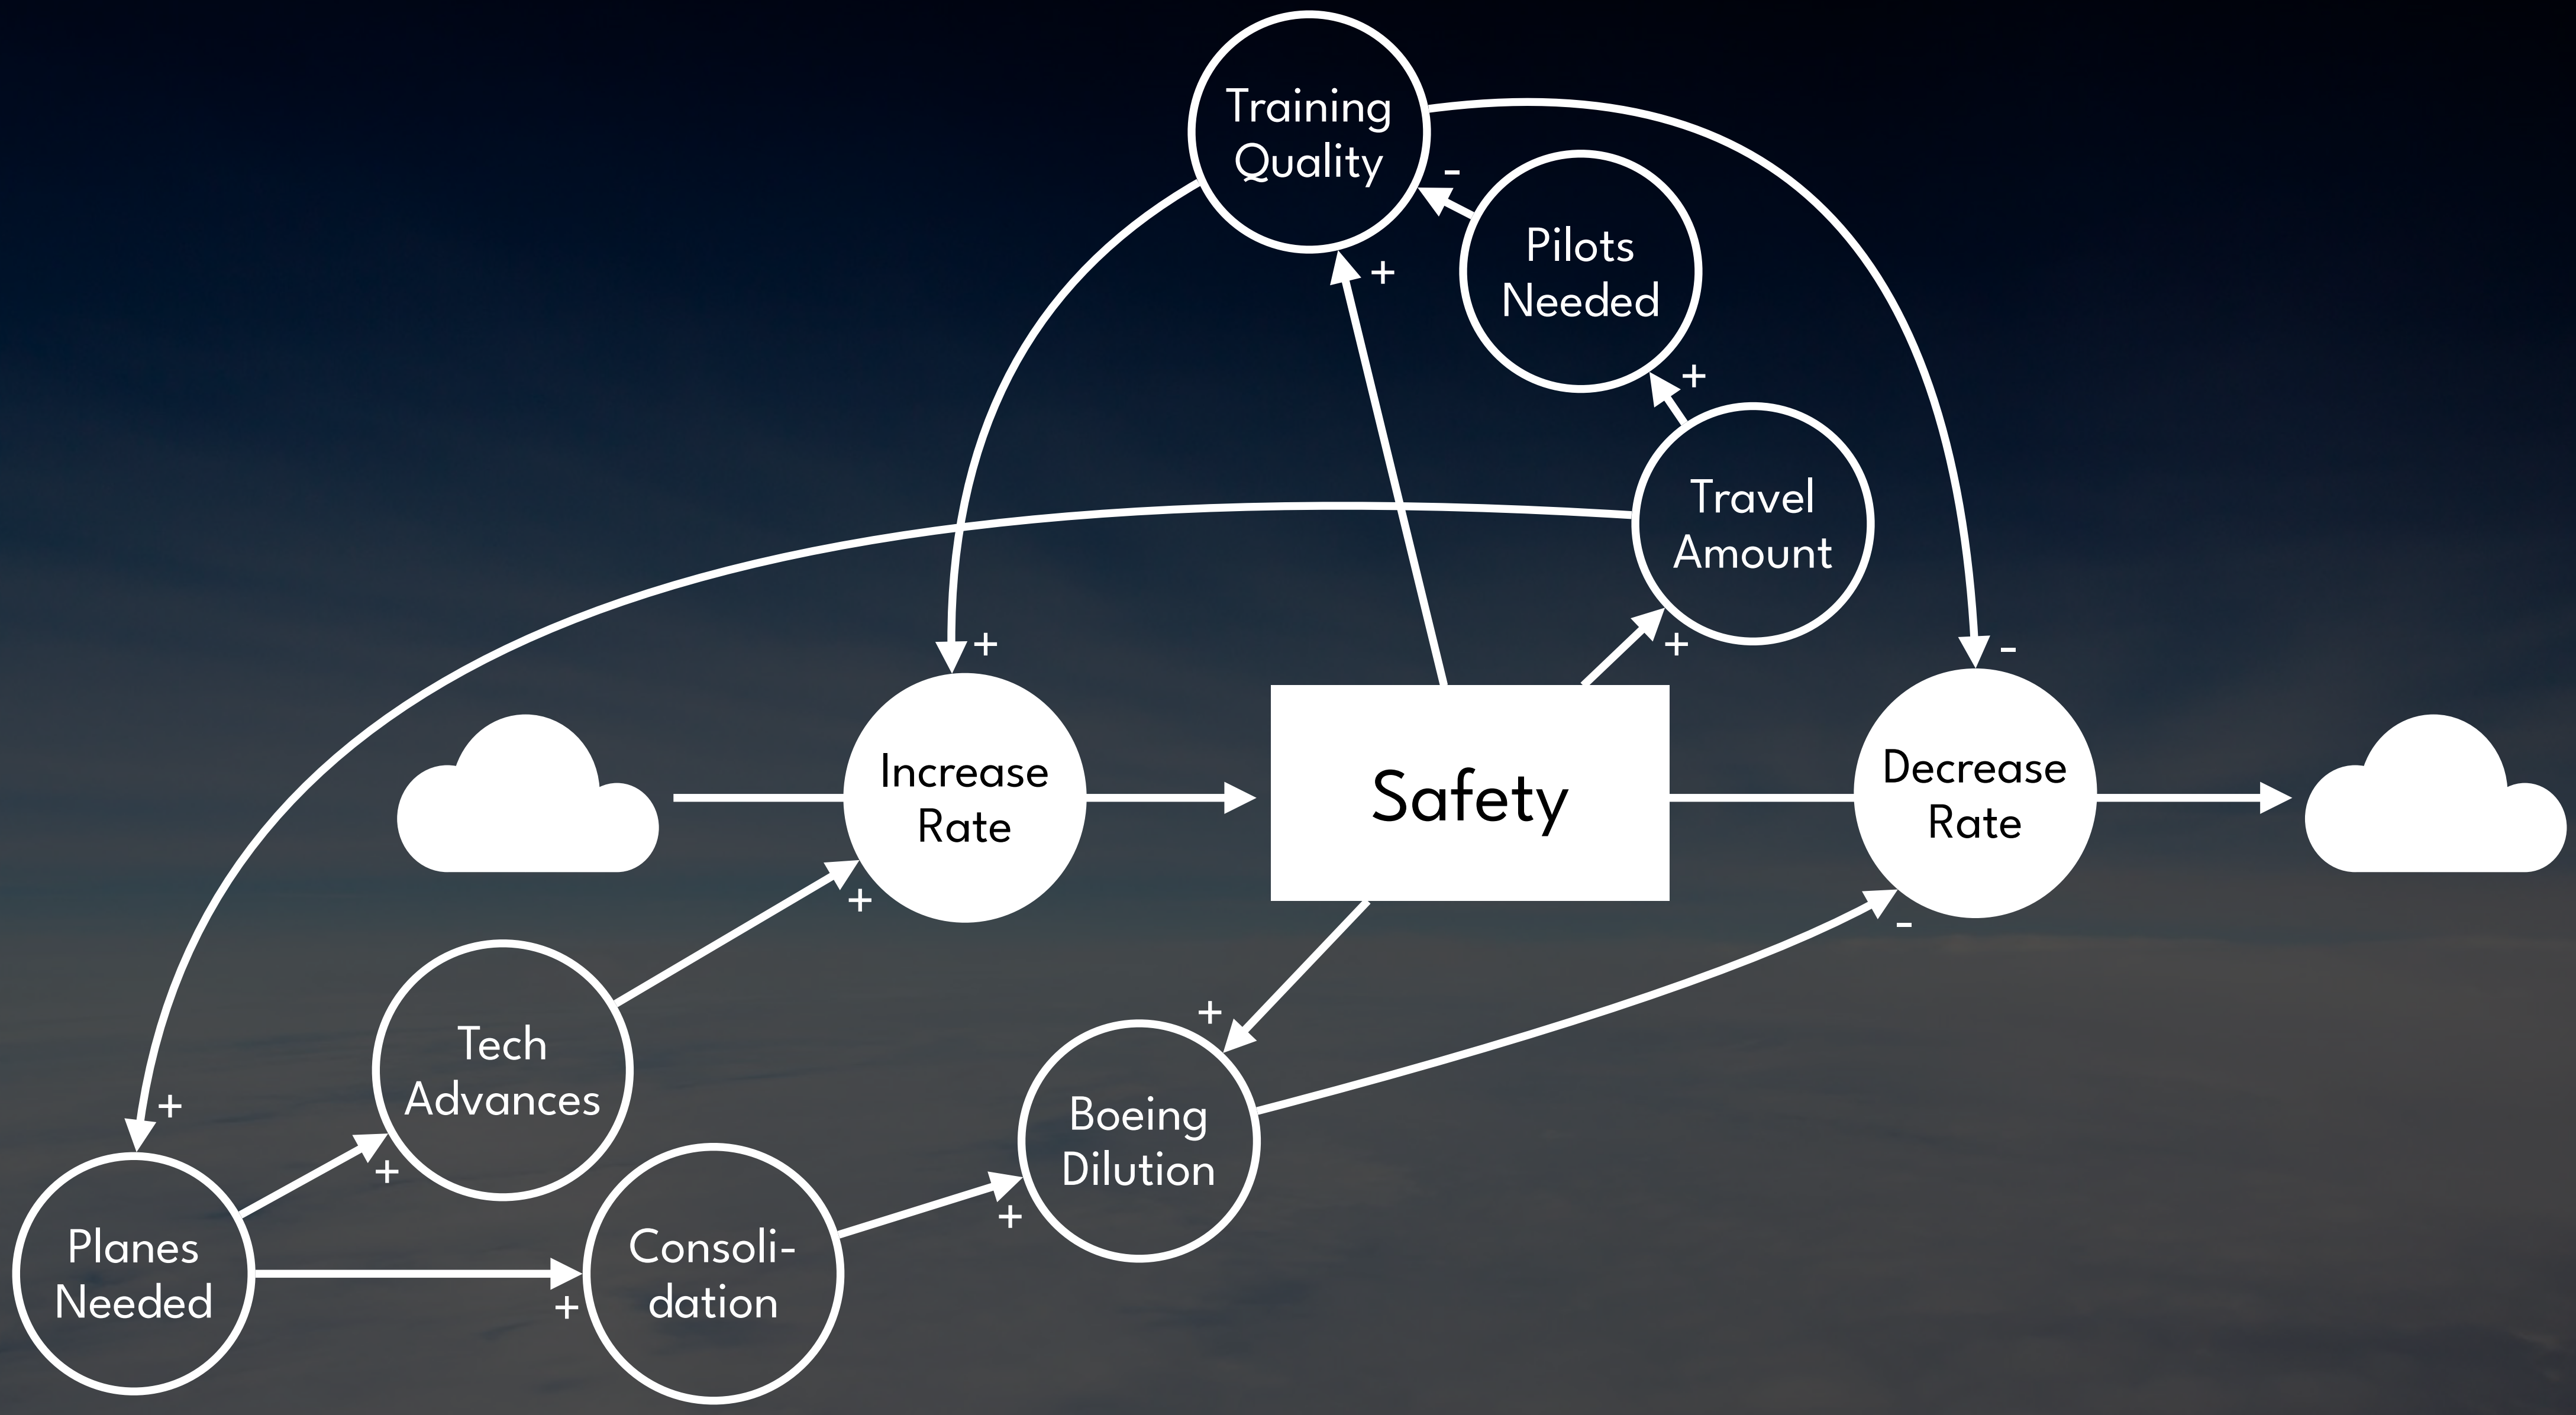 Training
Quality
-
Pilots
Needed
+
+
Travel
Amount
+
+
-
Increase
Rate
Safety
Decrease
Rate
+
-
Tech
Advances
+
Boeing
Dilution
+
+
Planes
Needed
+
Consoli-
dation
+